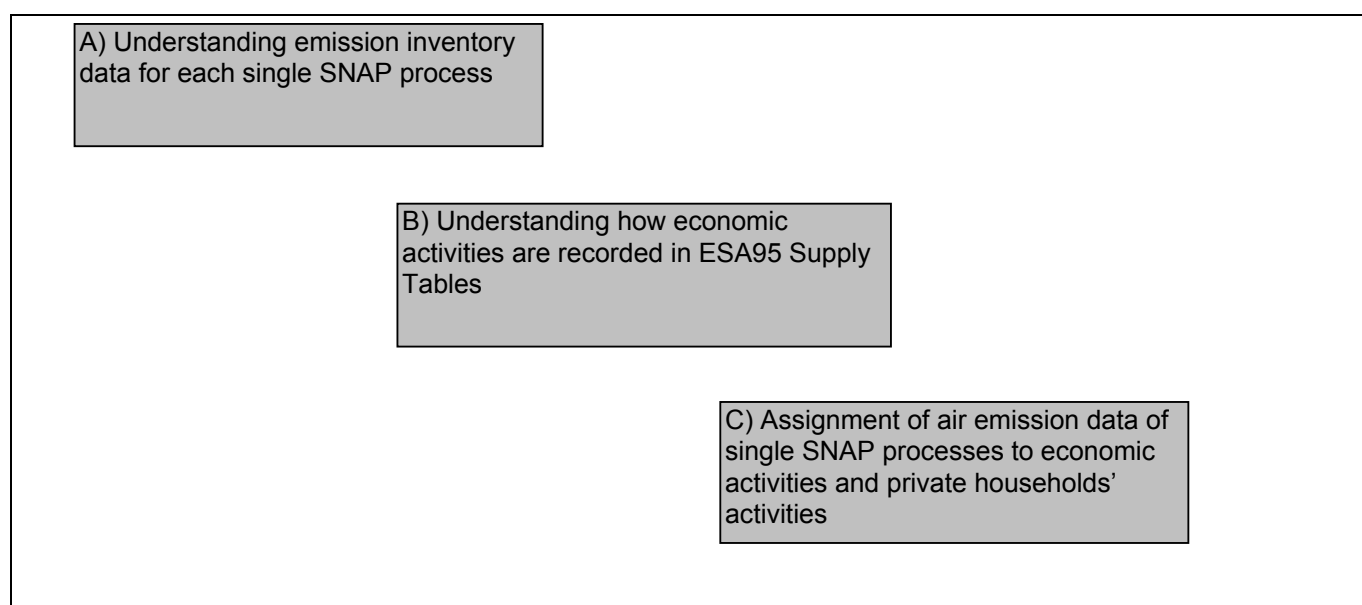 A) Understanding emission inventory
data for each single SNAP process
B) Understanding how economic
activities are recorded in ESA95 Supply
Tables
C) Assignment of air emission data of
single SNAP processes to economic
activities and private households’
activities